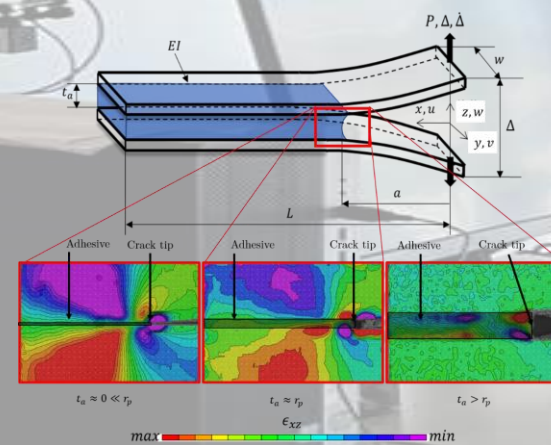 P, Δ, Δ̇
EI
w
t_a
z, w
x, u
Δ
y, v
a
L
Adhesive Crack tip Adhesive Crack tip Adhesive Crack tip
t_a ≈ 0 ≪ r_p t_a ≈ r_p t_a > r_p
ϵ_xz
max min